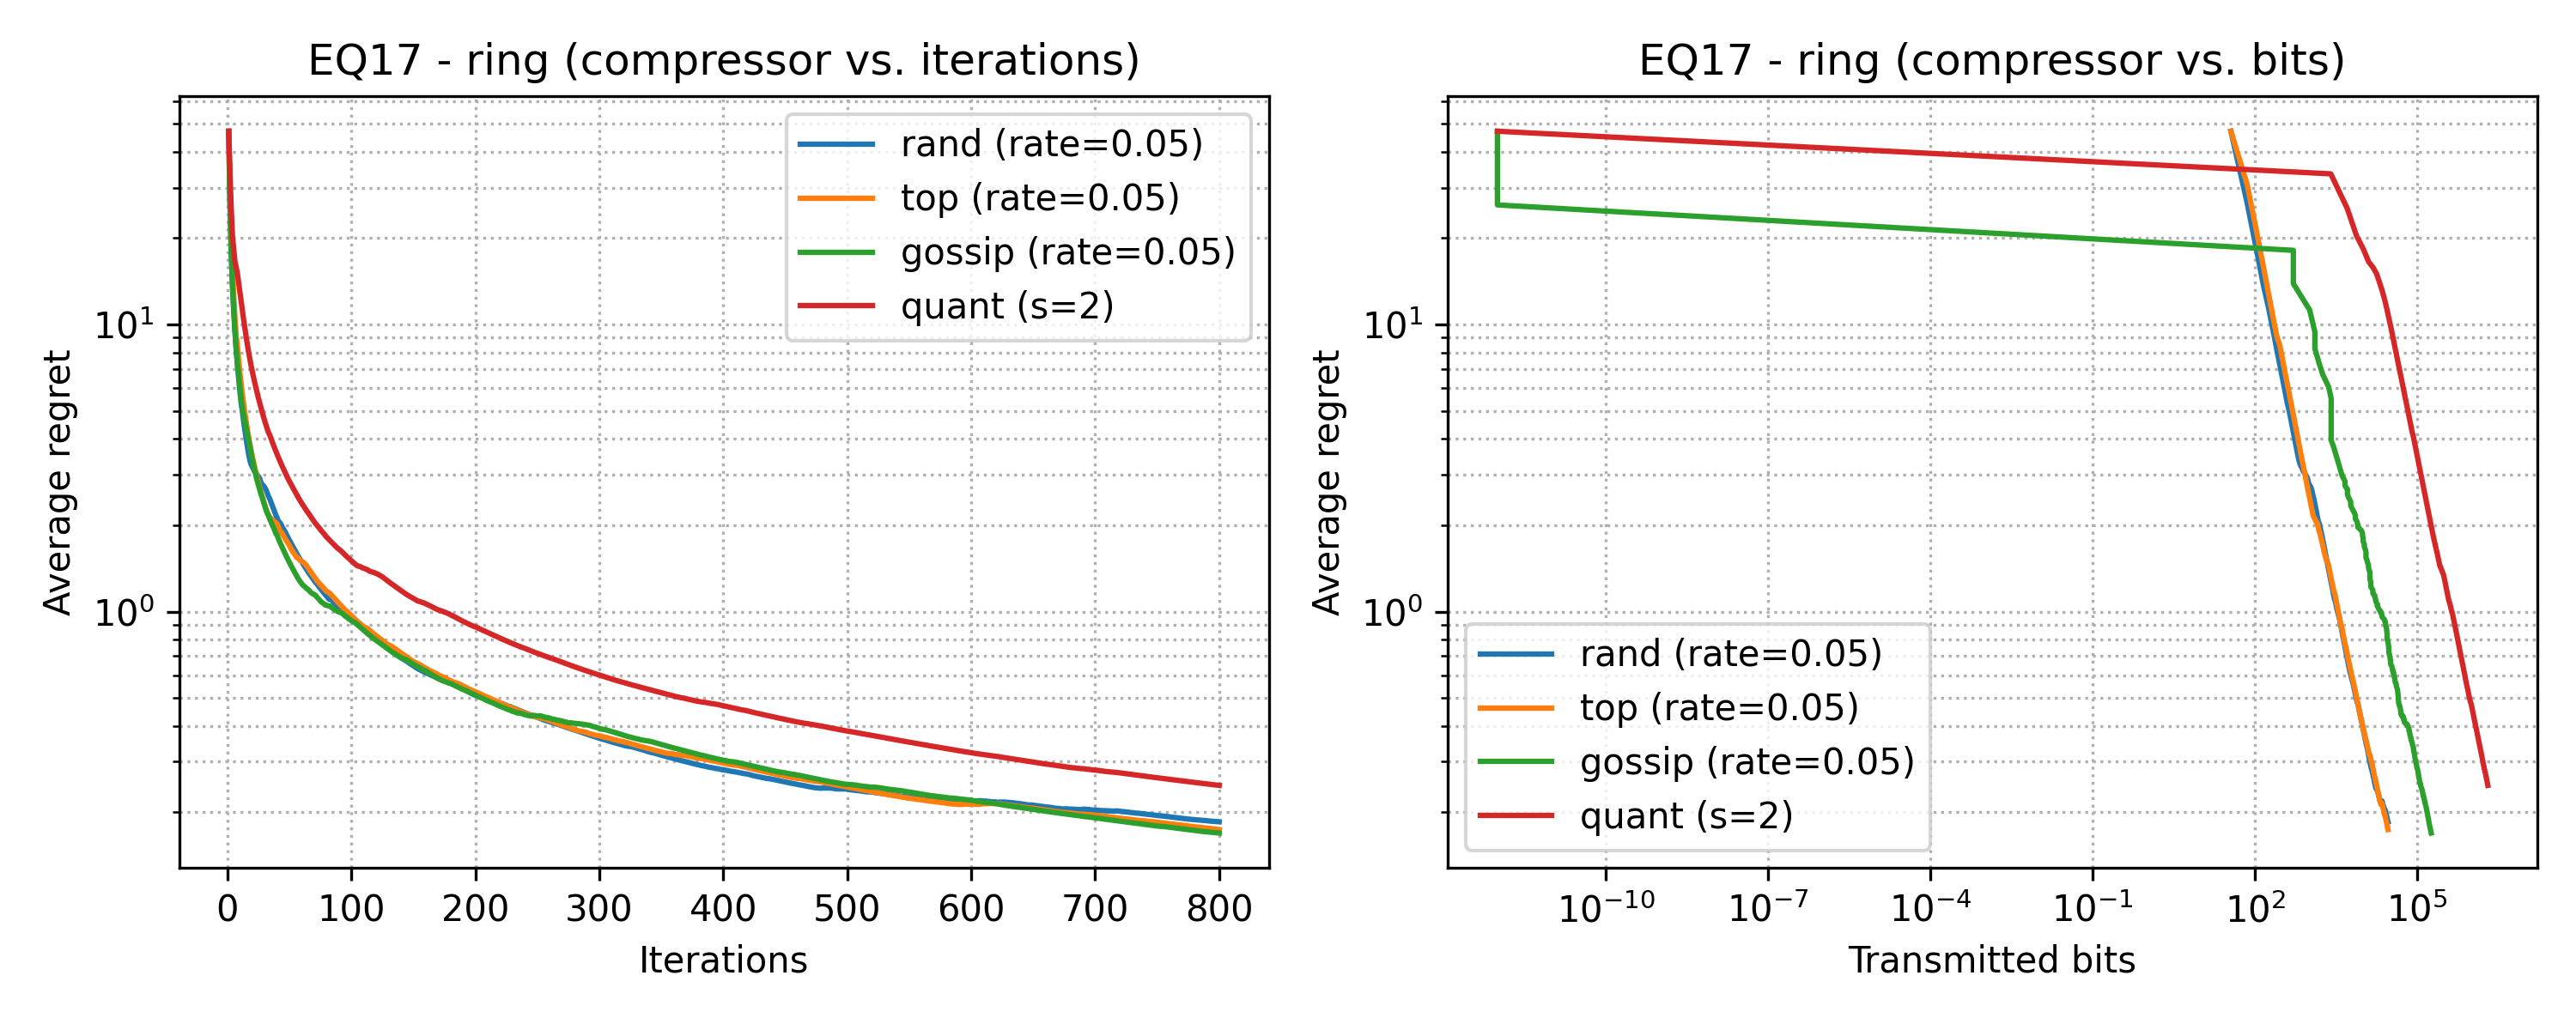 EQ17 - ring (compressor vs. iterations)
Average regret
10¹
10⁰
rand (rate=0.05)
top (rate=0.05)
gossip (rate=0.05)
quant (s=2)
0 100 200 300 400 500 600 700 800
Iterations
EQ17 - ring (compressor vs. bits)
Average regret
10¹
10⁰
rand (rate=0.05)
top (rate=0.05)
gossip (rate=0.05)
quant (s=2)
10⁻¹⁰ 10⁻⁷ 10⁻⁴ 10⁻¹ 10² 10⁵
Transmitted bits